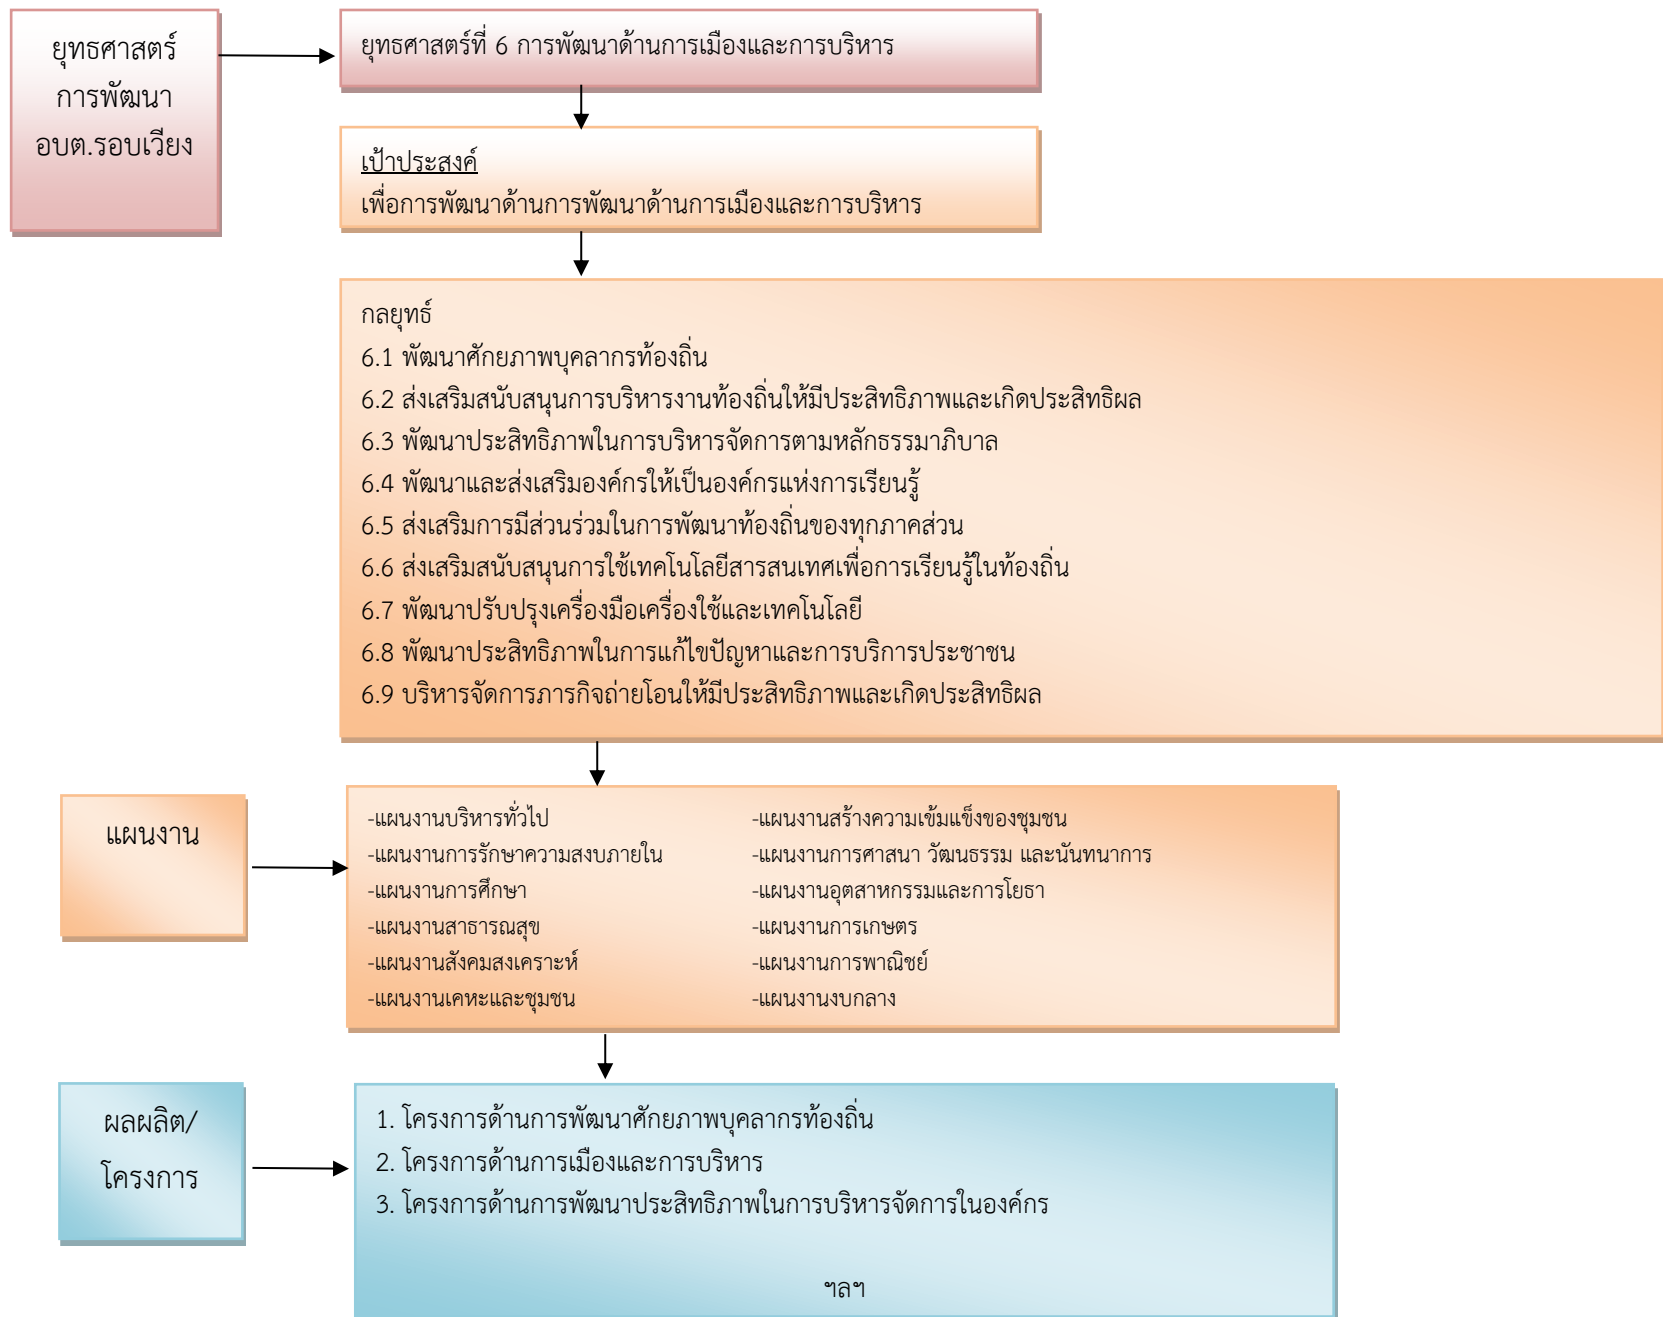 ยุทธศาสตร์
การพัฒนา
อบต.รอบเวียง
ยุทธศาสตร์ที่ 6 การพัฒนาด้านการเมืองและการบริหาร
เป้าประสงค์
เพื่อการพัฒนาด้านการพัฒนาด้านการเมืองและการบริหาร
กลยุทธ์
6.1 พัฒนาศักยภาพบุคลากรท้องถิ่น
6.2 ส่งเสริมสนับสนุนการบริหารงานท้องถิ่นให้มีประสิทธิภาพและเกิดประสิทธิผล
6.3 พัฒนาประสิทธิภาพในการบริหารจัดการตามหลักธรรมาภิบาล
6.4 พัฒนาและส่งเสริมองค์กรให้เป็นองค์กรแห่งการเรียนรู้
6.5 ส่งเสริมการมีส่วนร่วมในการพัฒนาท้องถิ่นของทุกภาคส่วน
6.6 ส่งเสริมสนับสนุนการใช้เทคโนโลยีสารสนเทศเพื่อการเรียนรู้ในท้องถิ่น
6.7 พัฒนาปรับปรุงเครื่องมือเครื่องใช้และเทคโนโลยี
6.8 พัฒนาประสิทธิภาพในการแก้ไขปัญหาและการบริการประชาชน
6.9 บริหารจัดการภารกิจถ่ายโอนให้มีประสิทธิภาพและเกิดประสิทธิผล
แผนงาน
-แผนงานบริหารทั่วไป
-แผนงานการรักษาความสงบภายใน
-แผนงานการศึกษา
-แผนงานสาธารณสุข
-แผนงานสังคมสงเคราะห์
-แผนงานเคหะและชุมชน
-แผนงานสร้างความเข้มแข็งของชุมชน
-แผนงานการศาสนา วัฒนธรรม และนันทนาการ
-แผนงานอุตสาหกรรมและการโยธา
-แผนงานการเกษตร
-แผนงานการพาณิชย์
-แผนงานงบกลาง
ผลผลิต/
โครงการ
1. โครงการด้านการพัฒนาศักยภาพบุคลากรท้องถิ่น
2. โครงการด้านการเมืองและการบริหาร
3. โครงการด้านการพัฒนาประสิทธิภาพในการบริหารจัดการในองค์กร
ฯลฯ